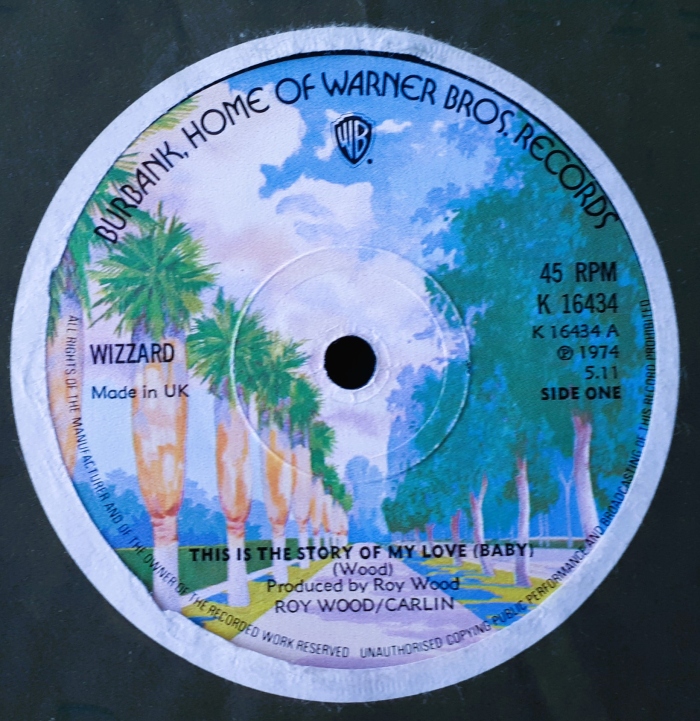 BURBANK, HOME OF WARNER BROS. RECORDS
WB
45 RPM
K 16434
K 16434 A
℗ 1974
5.11
SIDE ONE
WIZZARD
Made in UK
THIS IS THE STORY OF MY LOVE (BABY)
(Wood)
Produced by Roy Wood
ROY WOOD/CARLIN
ALL RIGHTS OF THE MANUFACTURER AND OF THE OWNER OF THE RECORDED WORK RESERVED UNAUTHORISED COPYING PUBLIC PERFORMANCE AND BROADCASTING OF THIS RECORD PROHIBITED